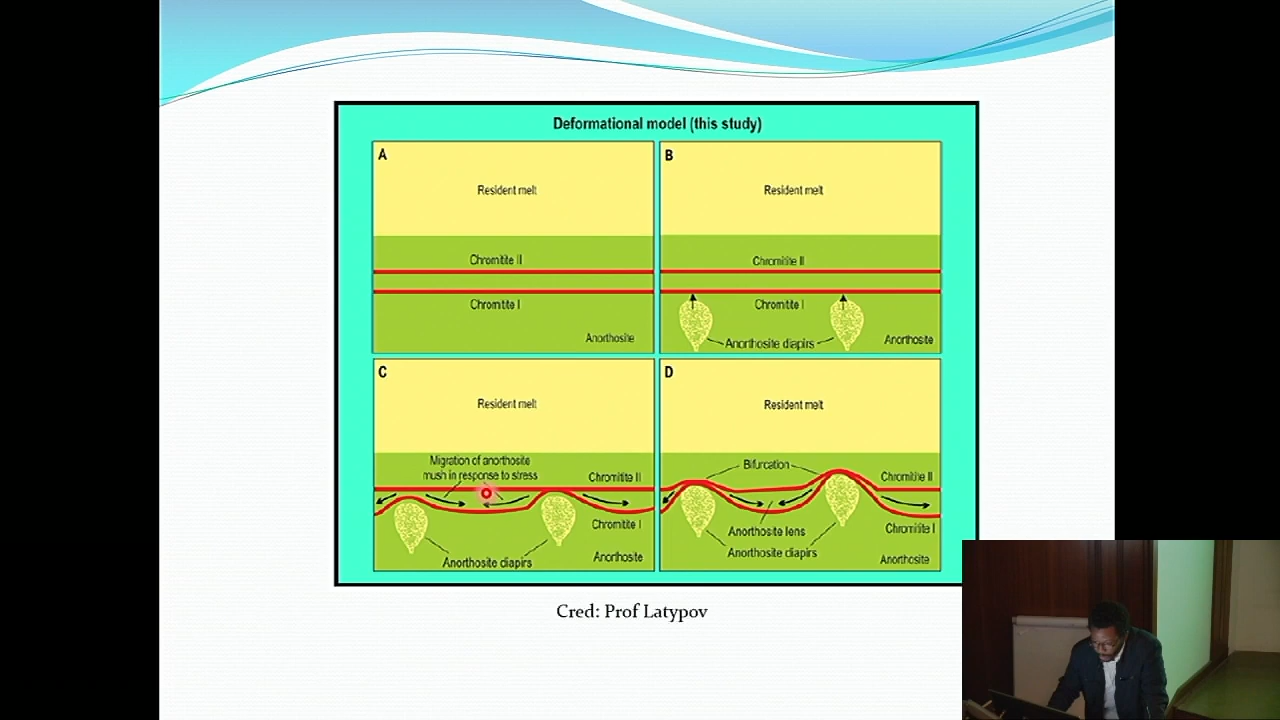 Deformational model (this study)
A
Resident melt
Chromitite II
Chromitite I
Anorthosite
B
Resident melt
Chromitite II
Chromitite I
Anorthosite diapirs
Anorthosite
C
Resident melt
Migration of anorthosite
mush in response to stress
Chromitite II
Chromitite I
Anorthosite
Anorthosite diapirs
D
Resident melt
Bifurcation
Chromitite II
Anorthosite lens
Chromitite I
Anorthosite diapirs
Anorthosite
Cred: Prof Latypov